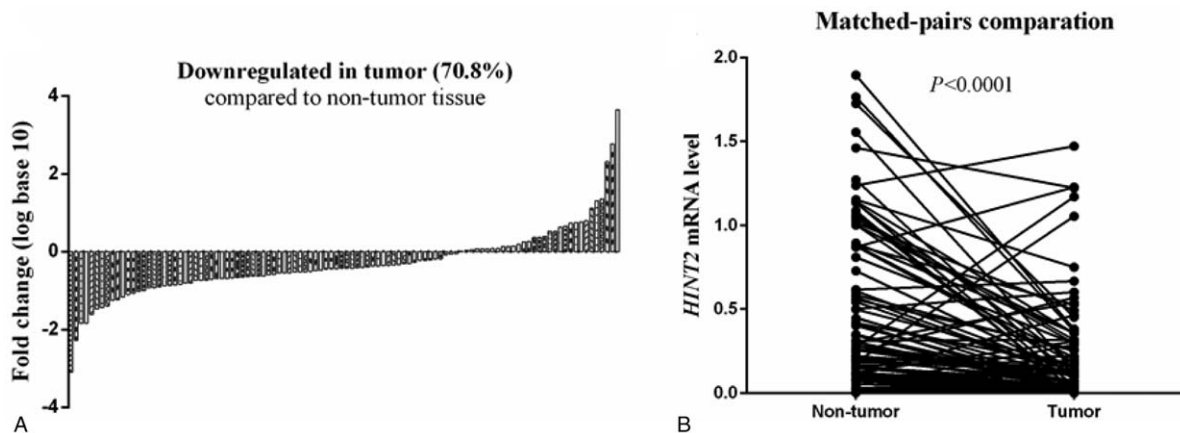 Downregulated in tumor (70.8%)
compared to non-tumor tissue
Fold change (log base 10)
4
2
0
-2
-4
A
Matched-pairs comparation
P<0.0001
HINT2 mRNA level
2.0
1.5
1.0
0.5
0.0
Non-tumor
Tumor
B